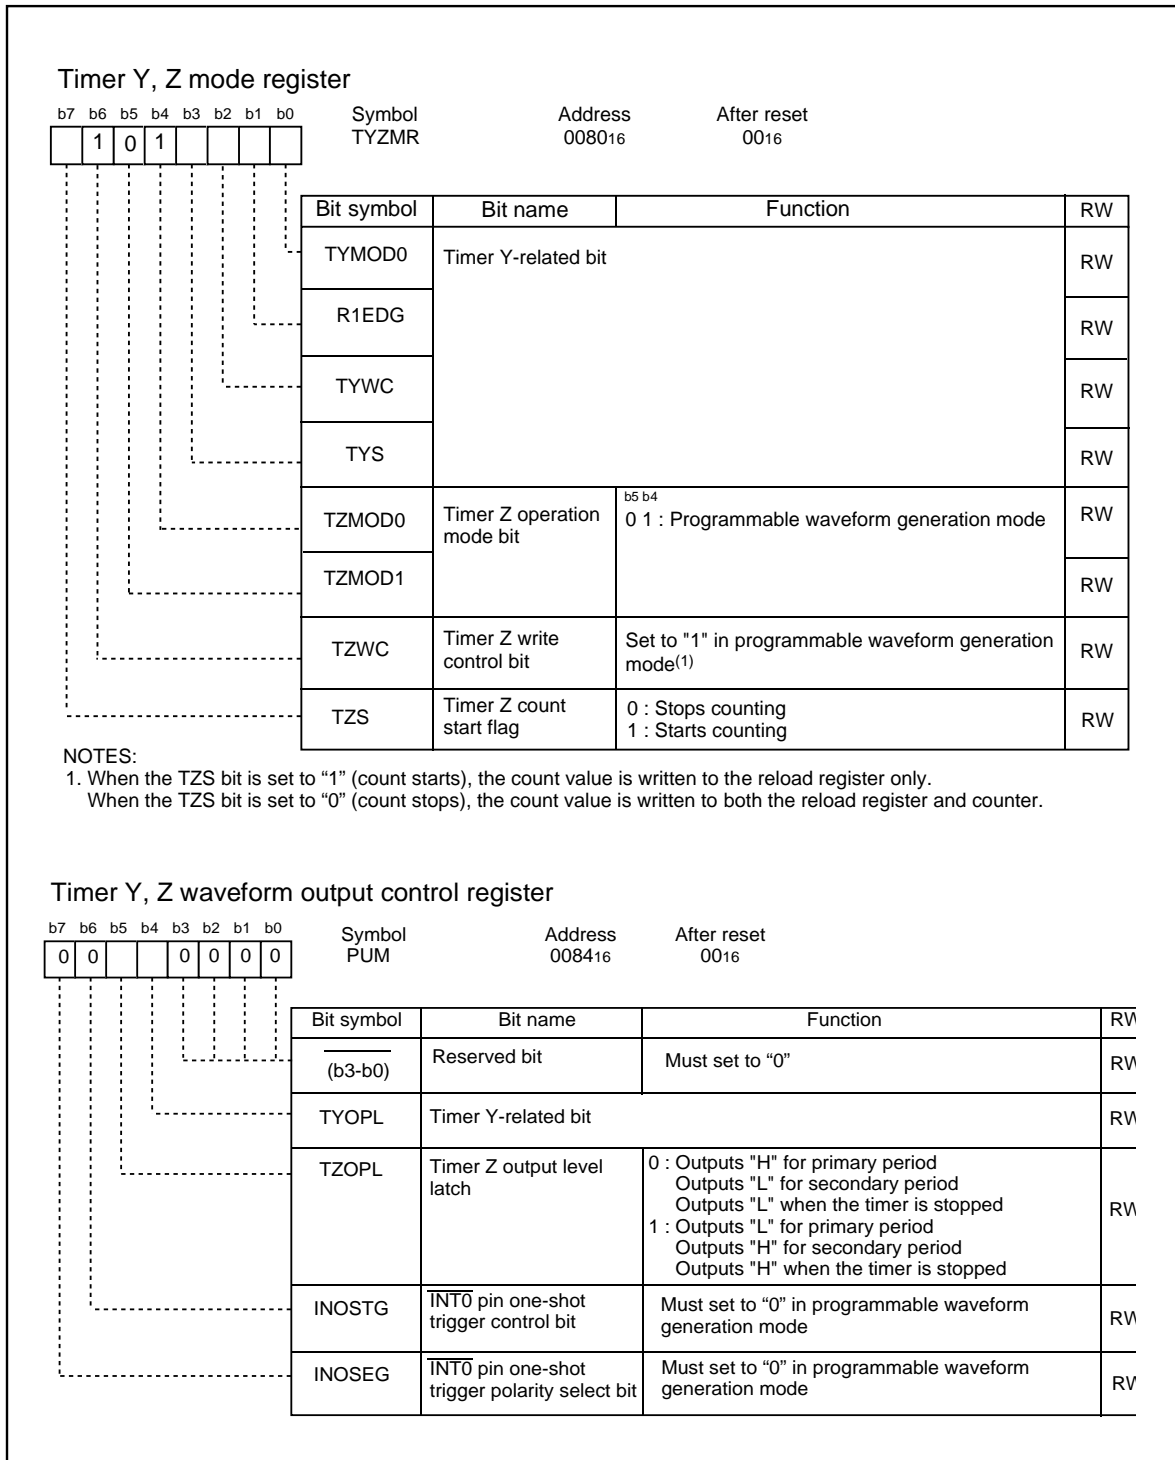 Timer Y, Z mode register
b7 b6 b5 b4 b3 b2 b1 b0
Symbol Address After reset
TYZMR 008016 0016
1 0 1
Bit symbol Bit name Function RW
TYMOD0 Timer Y-related bit RW
R1EDG RW
TYWC RW
TYS RW
b5 b4
TZMOD0 Timer Z operation mode bit 0 1 : Programmable waveform generation mode RW
TZMOD1 RW
TZWC Timer Z write control bit Set to "1" in programmable waveform generation mode(1) RW
TZS Timer Z count start flag 0 : Stops counting
1 : Starts counting RW
NOTES:
1. When the TZS bit is set to “1” (count starts), the count value is written to the reload register only.
When the TZS bit is set to “0” (count stops), the count value is written to both the reload register and counter.
Timer Y, Z waveform output control register
b7 b6 b5 b4 b3 b2 b1 b0
Symbol Address After reset
PUM 008416 0016
0 0 0 0 0 0
Bit symbol Bit name Function RW
(b3-b0) Reserved bit Must set to “0” RW
TYOPL Timer Y-related bit RW
TZOPL Timer Z output level latch 0 : Outputs "H" for primary period
Outputs "L" for secondary period
Outputs "L" when the timer is stopped
1 : Outputs "L" for primary period
Outputs "H" for secondary period
Outputs "H" when the timer is stopped RW
INOSTG INT0 pin one-shot trigger control bit Must set to “0” in programmable waveform generation mode RW
INOSEG INT0 pin one-shot trigger polarity select bit Must set to “0” in programmable waveform generation mode RW